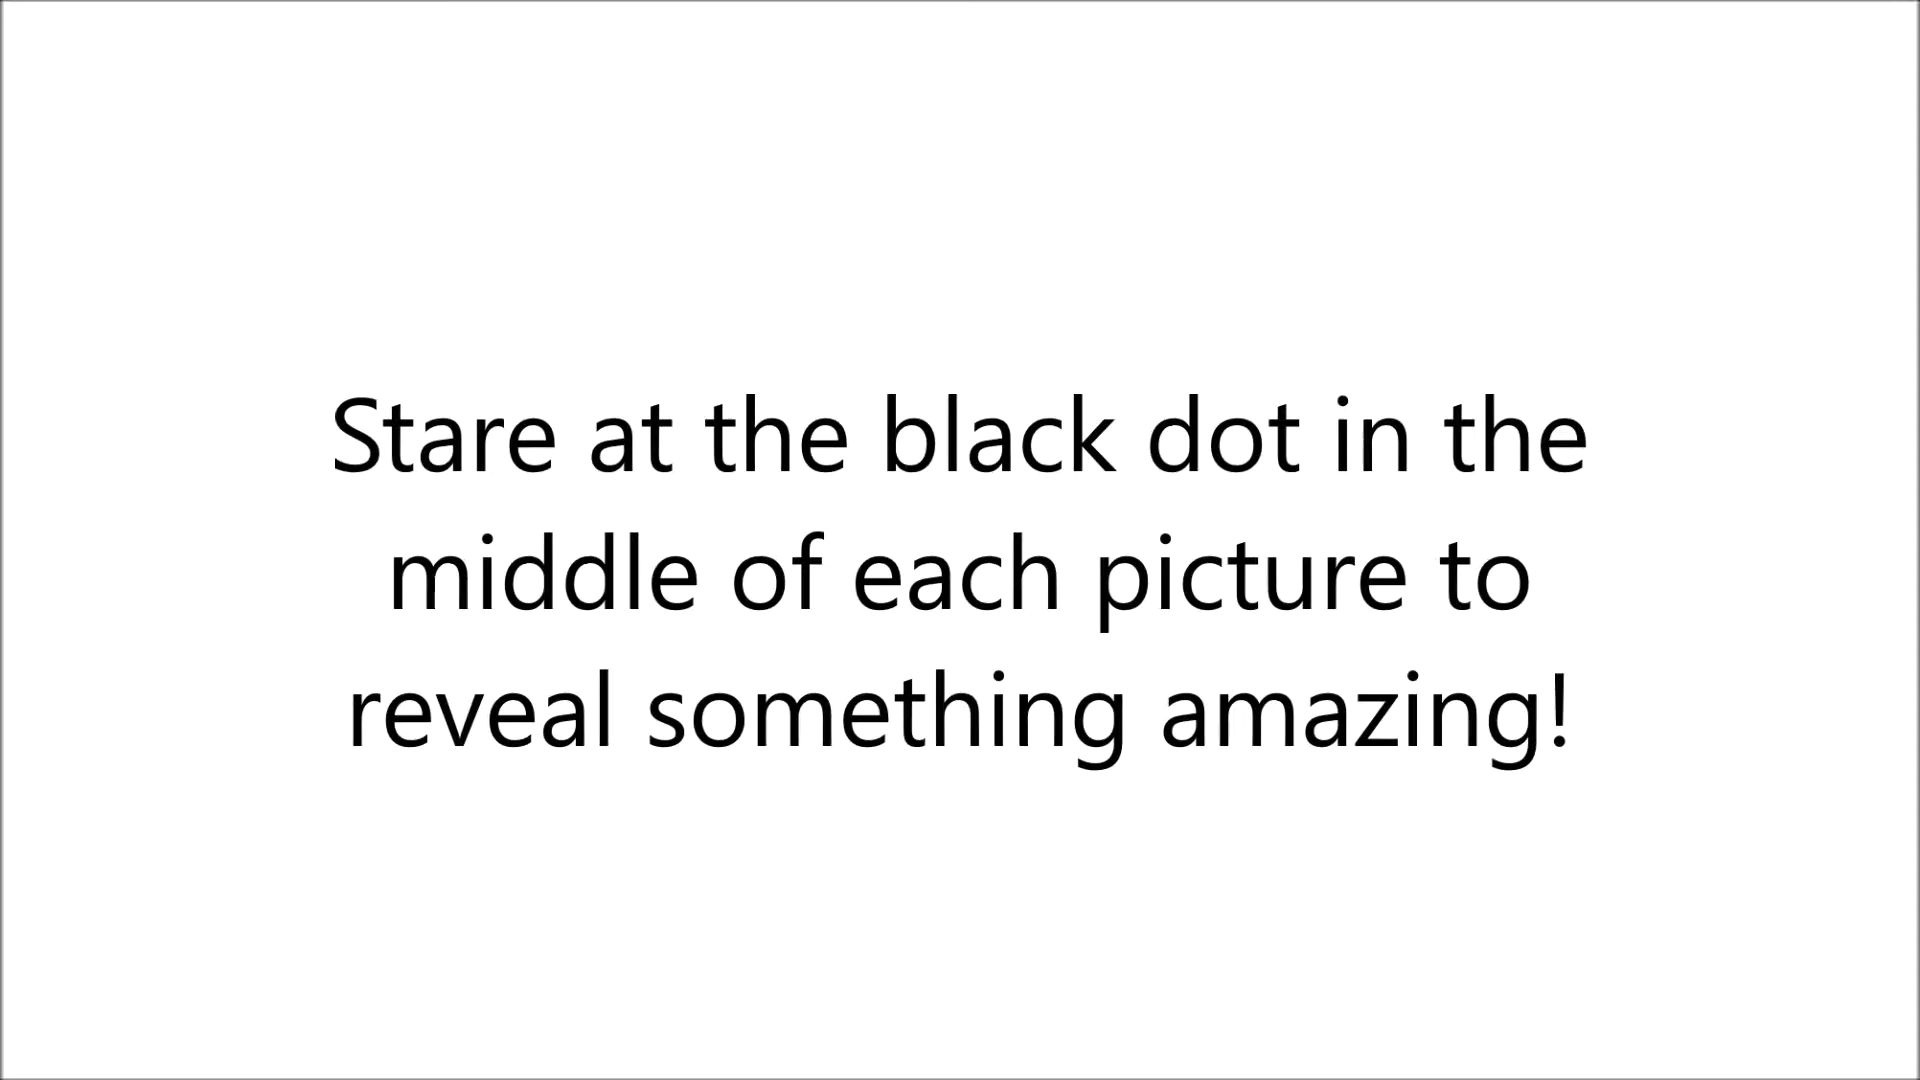 Stare at the black dot in the
middle of each picture to
reveal something amazing!